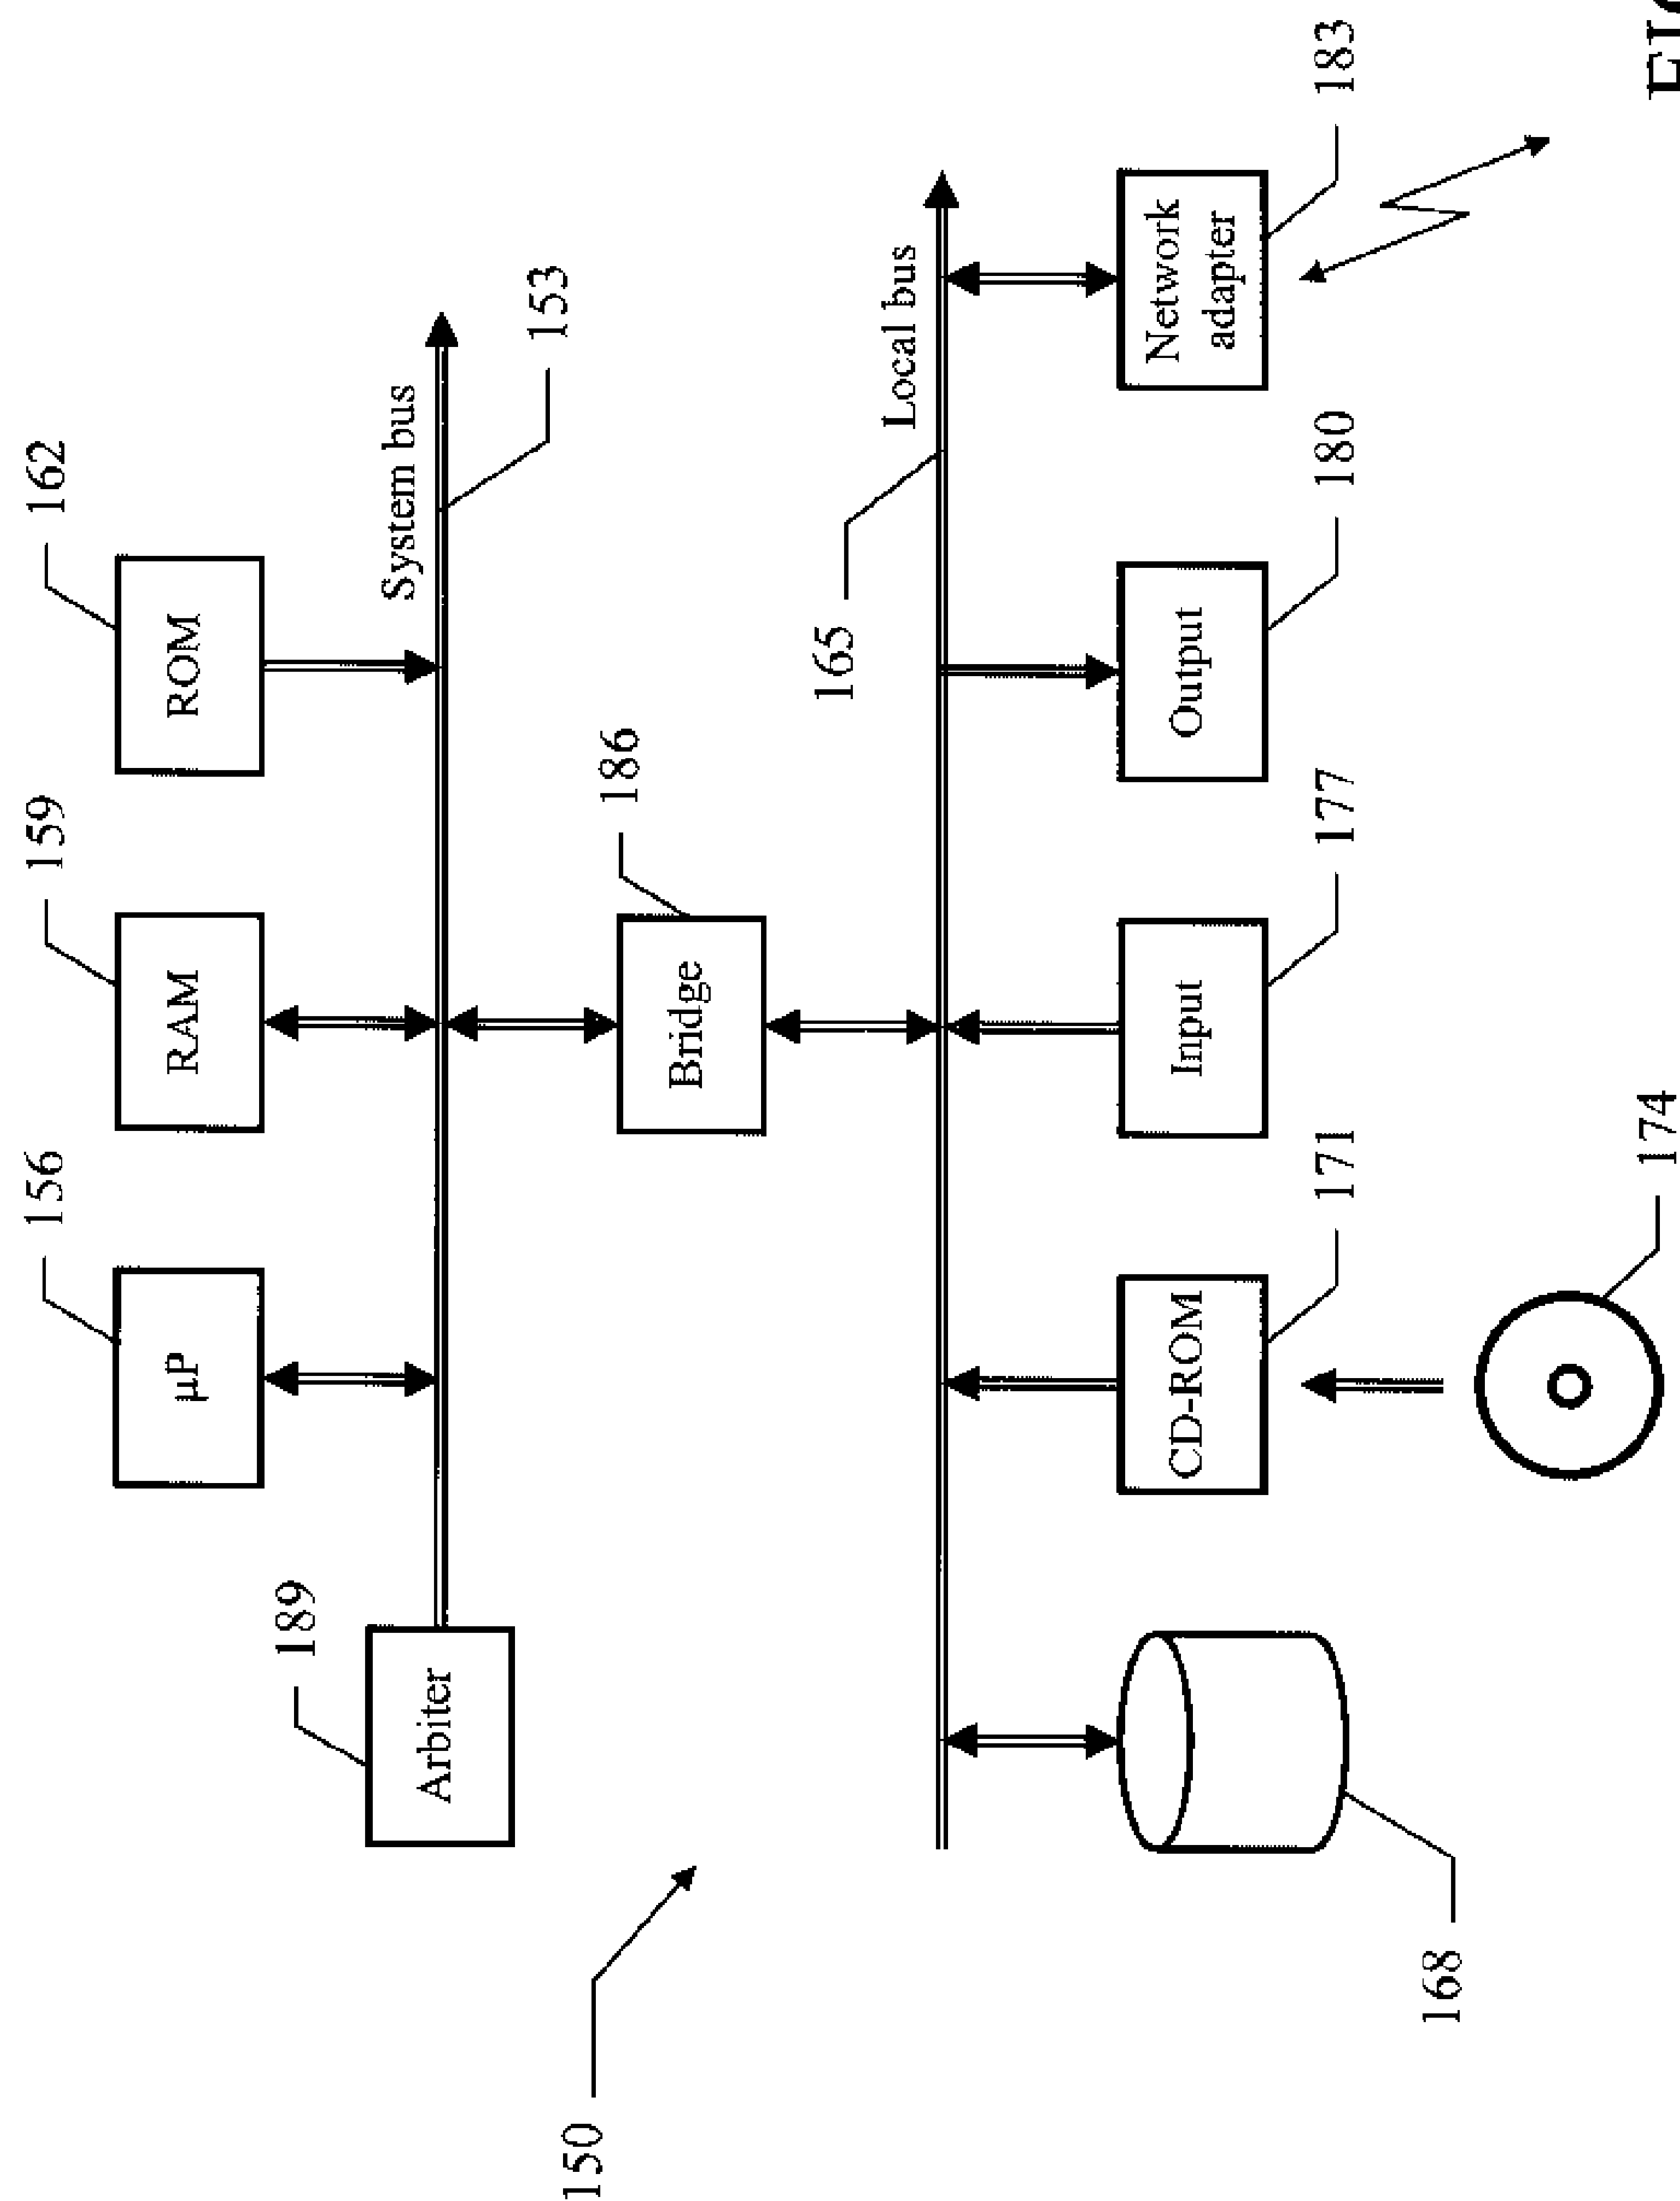 156
159
162
μP
RAM
ROM
189
Arbiter
System bus
153
150
186
Bridge
165
Local bus
CD-ROM
Input
Output
Network
adapter
168
171
177
180
183
174